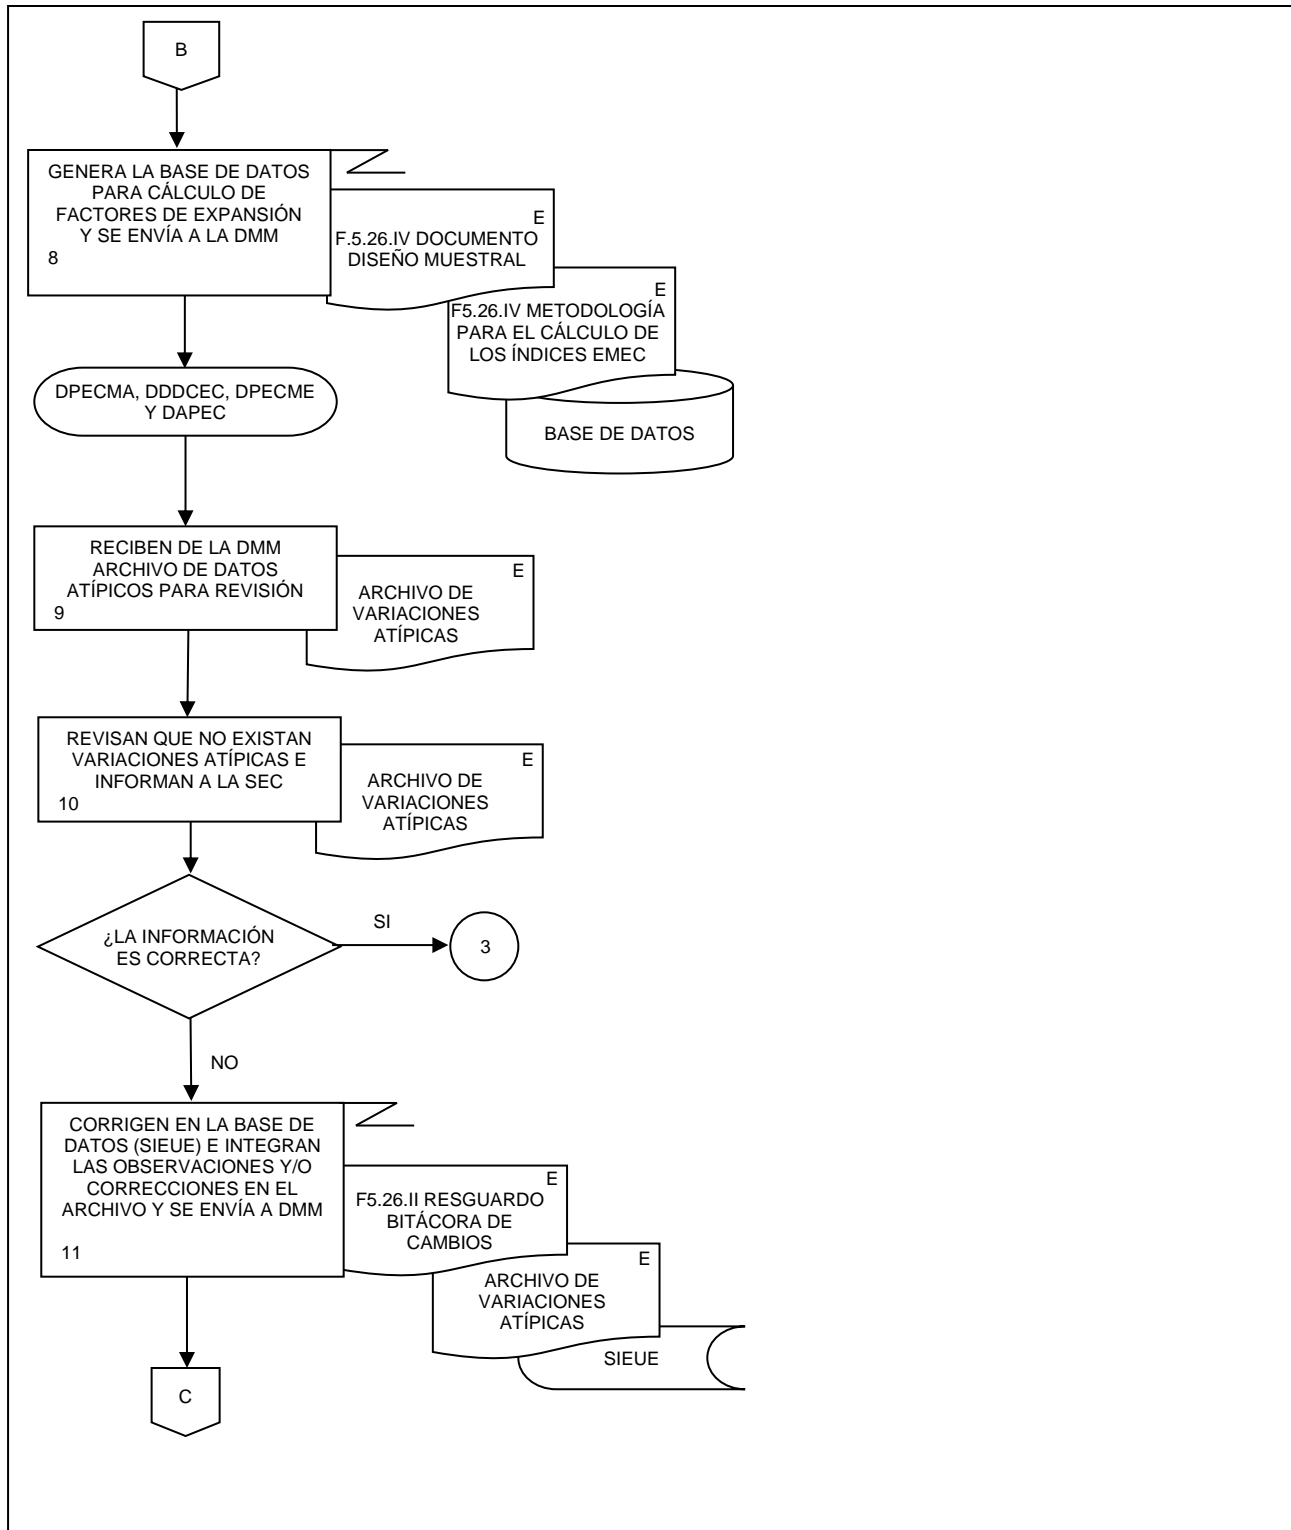 B
GENERA LA BASE DE DATOS
PARA CÁLCULO DE
FACTORES DE EXPANSIÓN
Y SE ENVÍA A LA DMM
8
E
F.5.26.IV DOCUMENTO
DISEÑO MUESTRAL
E
F5.26.IV METODOLOGÍA
PARA EL CÁLCULO DE
LOS ÍNDICES EMEC
BASE DE DATOS
DPECMA, DDDCEC, DPECME
Y DAPEC
RECIBEN DE LA DMM
ARCHIVO DE DATOS
ATÍPICOS PARA REVISIÓN
9
E
ARCHIVO DE
VARIACIONES
ATÍPICAS
REVISAN QUE NO EXISTAN
VARIACIONES ATÍPICAS E
INFORMAN A LA SEC
10
E
ARCHIVO DE
VARIACIONES
ATÍPICAS
¿LA INFORMACIÓN
ES CORRECTA?
SI
3
NO
CORRIGEN EN LA BASE DE
DATOS (SIEUE) E INTEGRAN
LAS OBSERVACIONES Y/O
CORRECCIONES EN EL
ARCHIVO Y SE ENVÍA A DMM
11
E
F5.26.II RESGUARDO
BITÁCORA DE
CAMBIOS
E
ARCHIVO DE
VARIACIONES
ATÍPICAS
SIEUE
C